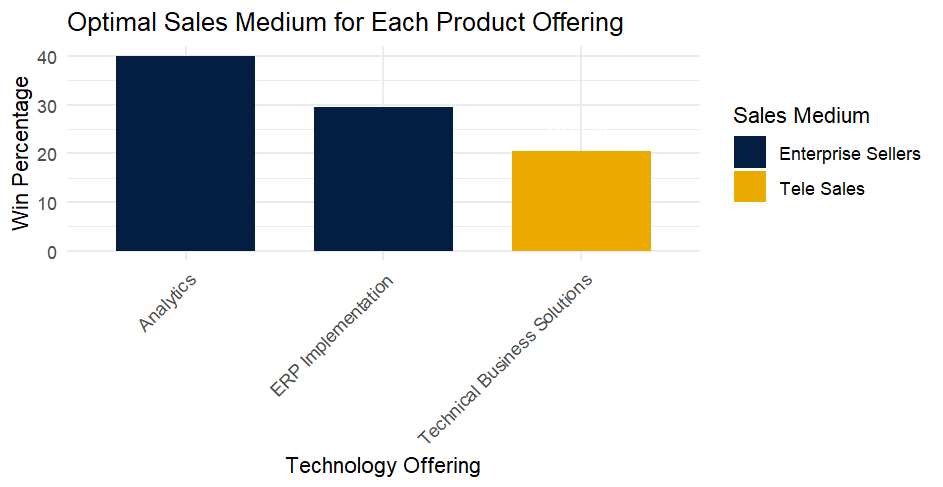 Optimal Sales Medium for Each Product Offering
Win Percentage
40
30
20
10
0
Analytics
ERP Implementation
Technical Business Solutions
Technology Offering
Sales Medium
Enterprise Sellers
Tele Sales